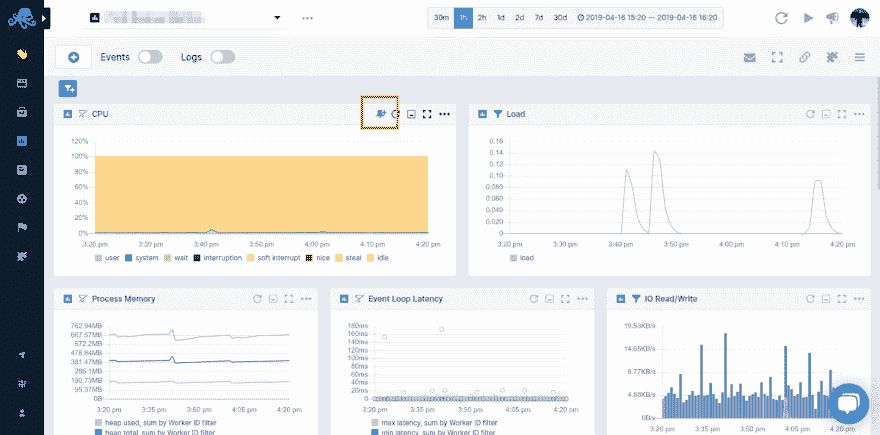 30m 1h 2h 1d 2d 7d 30d 2019-04-16 15:20 — 2019-04-16 16:20
Events Logs
CPU
120%
100%
80%
60%
40%
20%
0%
3:20 pm 3:30 pm 3:40 pm 3:50 pm 4:00 pm 4:10 pm 4:20 pm
user system wait interruption soft interrupt nice steal idle
Load
0.16
0.14
0.12
0.10
0.080
0.060
0.040
0.020
0
3:20 pm 3:30 pm 3:40 pm 3:50 pm 4:00 pm 4:10 pm 4:20 pm
load
Process Memory
762.94MB
667.57MB
572.2MB
476.84MB
381.47MB
286.1MB
190.73MB
95.37MB
0B
3:20 pm 3:35 pm 3:50 pm 4:05 pm 4:20 pm
heap used, sum by Worker ID filter
heap total, sum by Worker ID filter
Event Loop Latency
180ms
160ms
140ms
120ms
100ms
80ms
60ms
40ms
20ms
0ms
3:20 pm 3:35 pm 3:50 pm 4:05 pm 4:20 pm
max latency, sum by Worker ID filter
min latency, sum by Worker ID filter
IO Read/Write
19.53KB/s
14.65KB/s
9.77KB/s
4.88KB/s
0B/s
3:20 pm 3:35 pm 3:50 pm 4:05 pm 4:20 pm